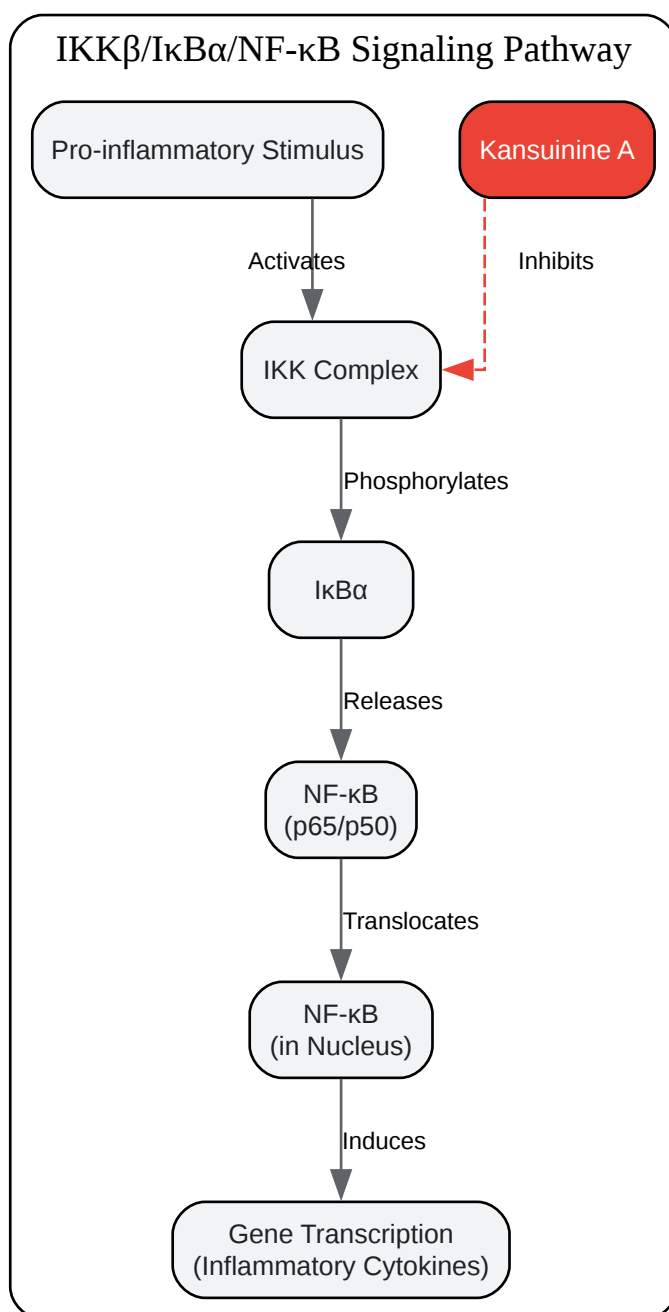 IKKβ/IκBα/NF-κB Signaling Pathway
Pro-inflammatory Stimulus
Kansuinine A
Activates
Inhibits
IKK Complex
Phosphorylates
IκBα
Releases
NF-κB
(p65/p50)
Translocates
NF-κB
(in Nucleus)
Induces
Gene Transcription
(Inflammatory Cytokines)